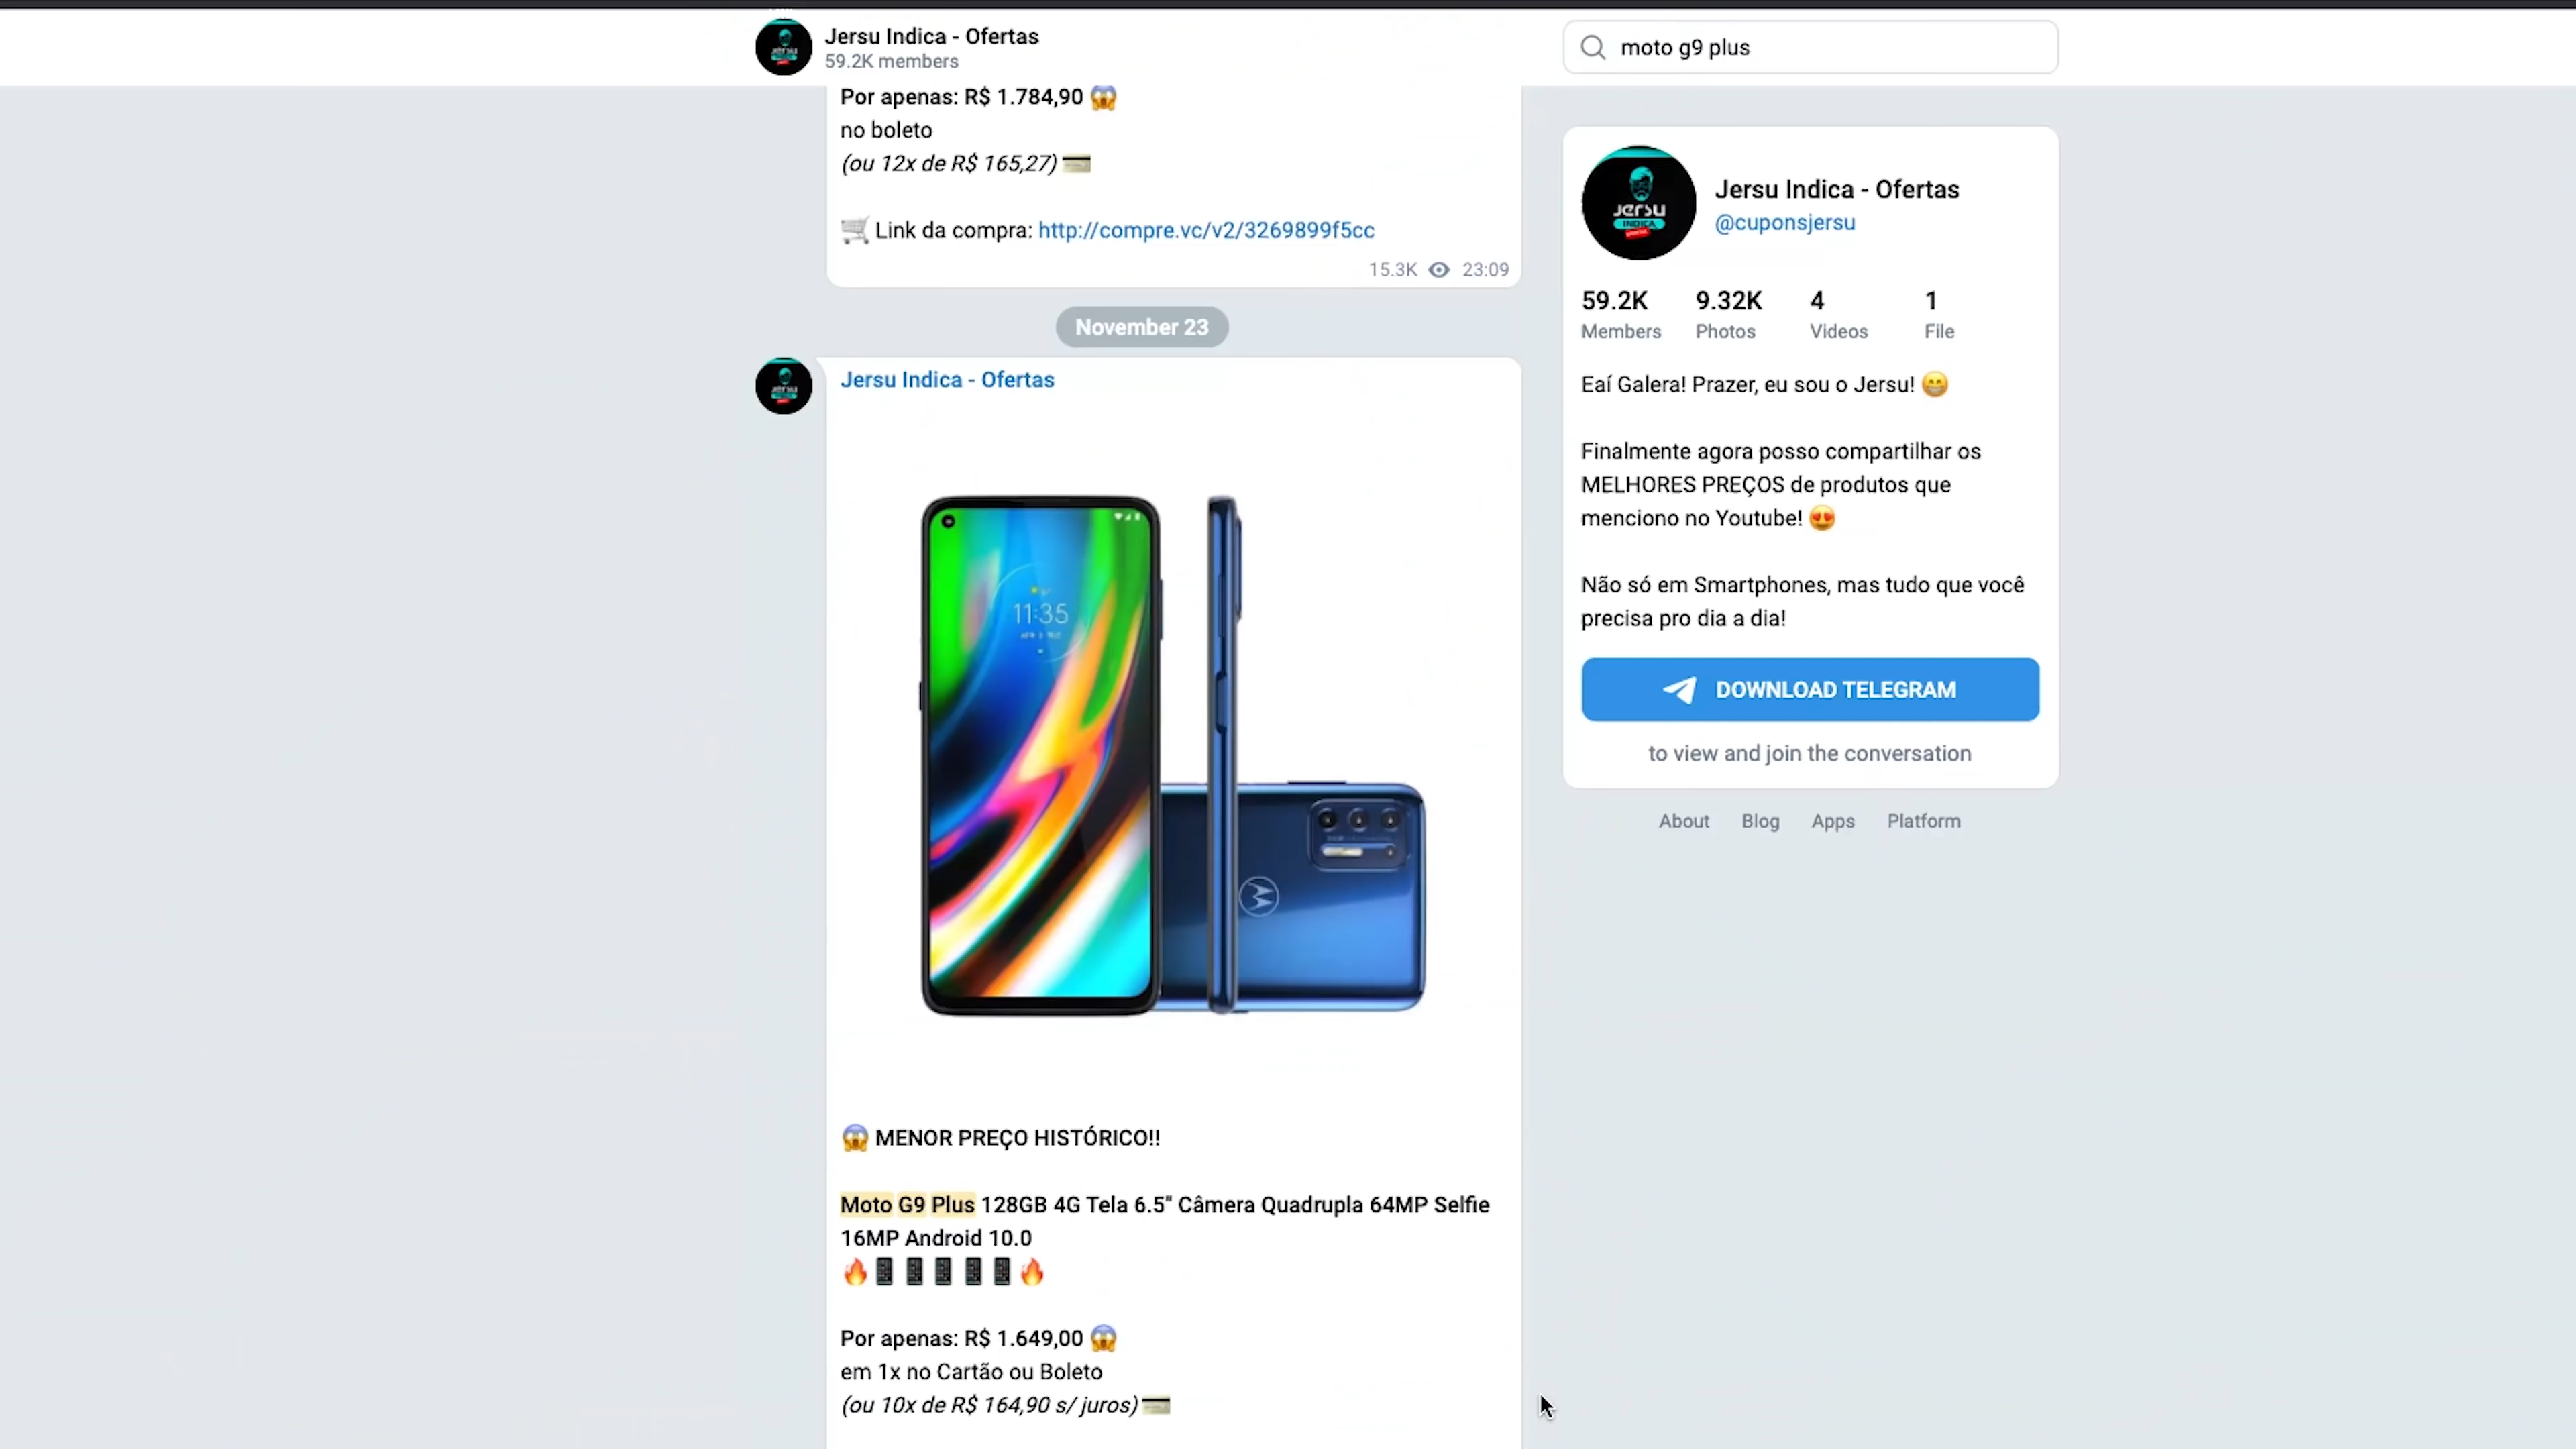 Jersu Indica - Ofertas
59.2K members
moto g9 plus
Por apenas: R$ 1.784,90 😱
no boleto
(ou 12x de R$ 165,27) 💳
🛒 Link da compra: http://compre.vc/v2/3269899f5cc
15.3K 23:09
November 23
Jersu Indica - Ofertas
11:35
😱 MENOR PREÇO HISTÓRICO!!
Moto G9 Plus 128GB 4G Tela 6.5" Câmera Quadrupla 64MP Selfie
16MP Android 10.0
🔥📱📱📱📱📱🔥
Por apenas: R$ 1.649,00 😱
em 1x no Cartão ou Boleto
(ou 10x de R$ 164,90 s/ juros) 💳
JERSU
INDICA
Jersu Indica - Ofertas
@cuponsjersu
59.2K 9.32K 4 1
Members Photos Videos File
Eaí Galera! Prazer, eu sou o Jersu! 😁
Finalmente agora posso compartilhar os
MELHORES PREÇOS de produtos que
menciono no Youtube! 😍
Não só em Smartphones, mas tudo que você
precisa pro dia a dia!
DOWNLOAD TELEGRAM
to view and join the conversation
About Blog Apps Platform